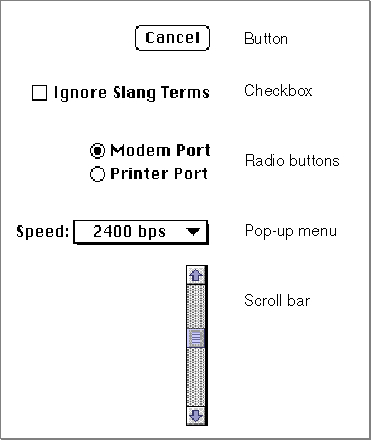 Cancel Button
Ignore Slang Terms Checkbox
Modem Port
Radio buttons
Printer Port
Speed: 2400 bps Pop-up menu
Scroll bar